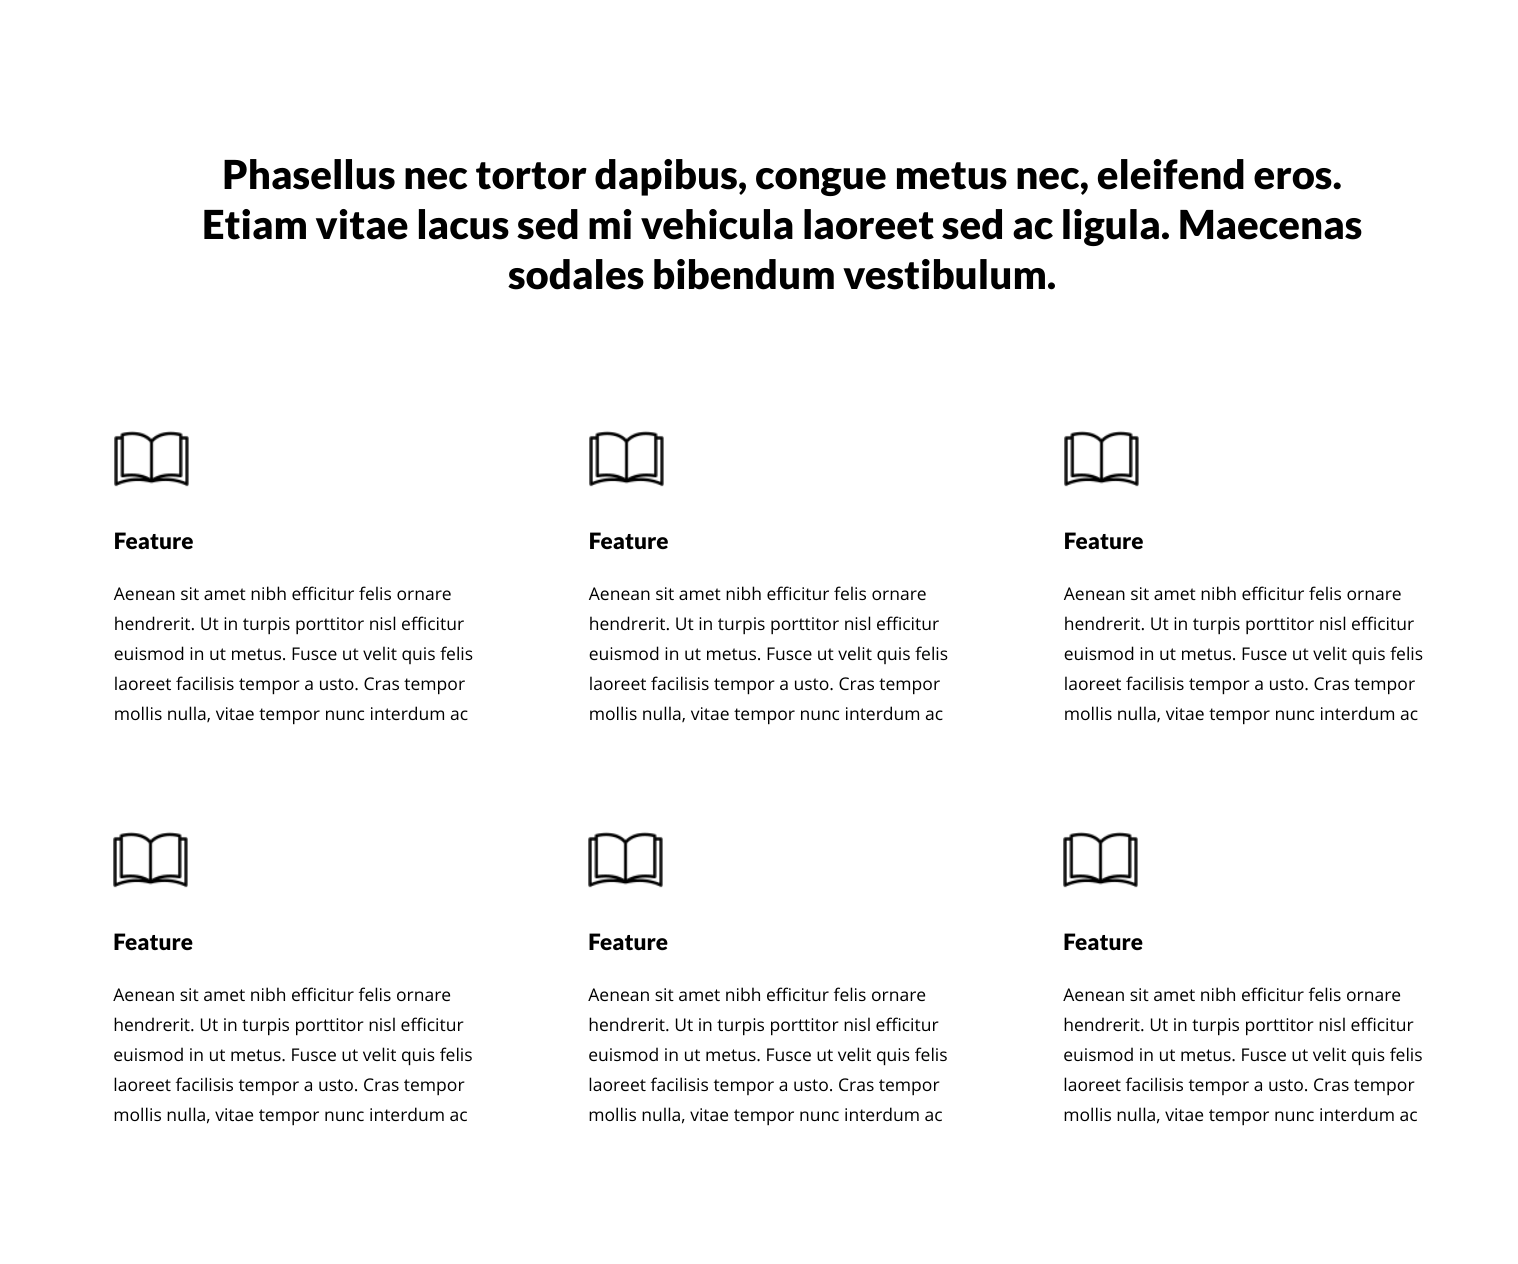 Phasellus nec tortor dapibus, congue metus nec, eleifend eros.
Etiam vitae lacus sed mi vehicula laoreet sed ac ligula. Maecenas
sodales bibendum vestibulum.
Feature
Aenean sit amet nibh efficitur felis ornare
hendrerit. Ut in turpis porttitor nisl efficitur
euismod in ut metus. Fusce ut velit quis felis
laoreet facilisis tempor a usto. Cras tempor
mollis nulla, vitae tempor nunc interdum ac
Feature
Aenean sit amet nibh efficitur felis ornare
hendrerit. Ut in turpis porttitor nisl efficitur
euismod in ut metus. Fusce ut velit quis felis
laoreet facilisis tempor a usto. Cras tempor
mollis nulla, vitae tempor nunc interdum ac
Feature
Aenean sit amet nibh efficitur felis ornare
hendrerit. Ut in turpis porttitor nisl efficitur
euismod in ut metus. Fusce ut velit quis felis
laoreet facilisis tempor a usto. Cras tempor
mollis nulla, vitae tempor nunc interdum ac
Feature
Aenean sit amet nibh efficitur felis ornare
hendrerit. Ut in turpis porttitor nisl efficitur
euismod in ut metus. Fusce ut velit quis felis
laoreet facilisis tempor a usto. Cras tempor
mollis nulla, vitae tempor nunc interdum ac
Feature
Aenean sit amet nibh efficitur felis ornare
hendrerit. Ut in turpis porttitor nisl efficitur
euismod in ut metus. Fusce ut velit quis felis
laoreet facilisis tempor a usto. Cras tempor
mollis nulla, vitae tempor nunc interdum ac
Feature
Aenean sit amet nibh efficitur felis ornare
hendrerit. Ut in turpis porttitor nisl efficitur
euismod in ut metus. Fusce ut velit quis felis
laoreet facilisis tempor a usto. Cras tempor
mollis nulla, vitae tempor nunc interdum ac